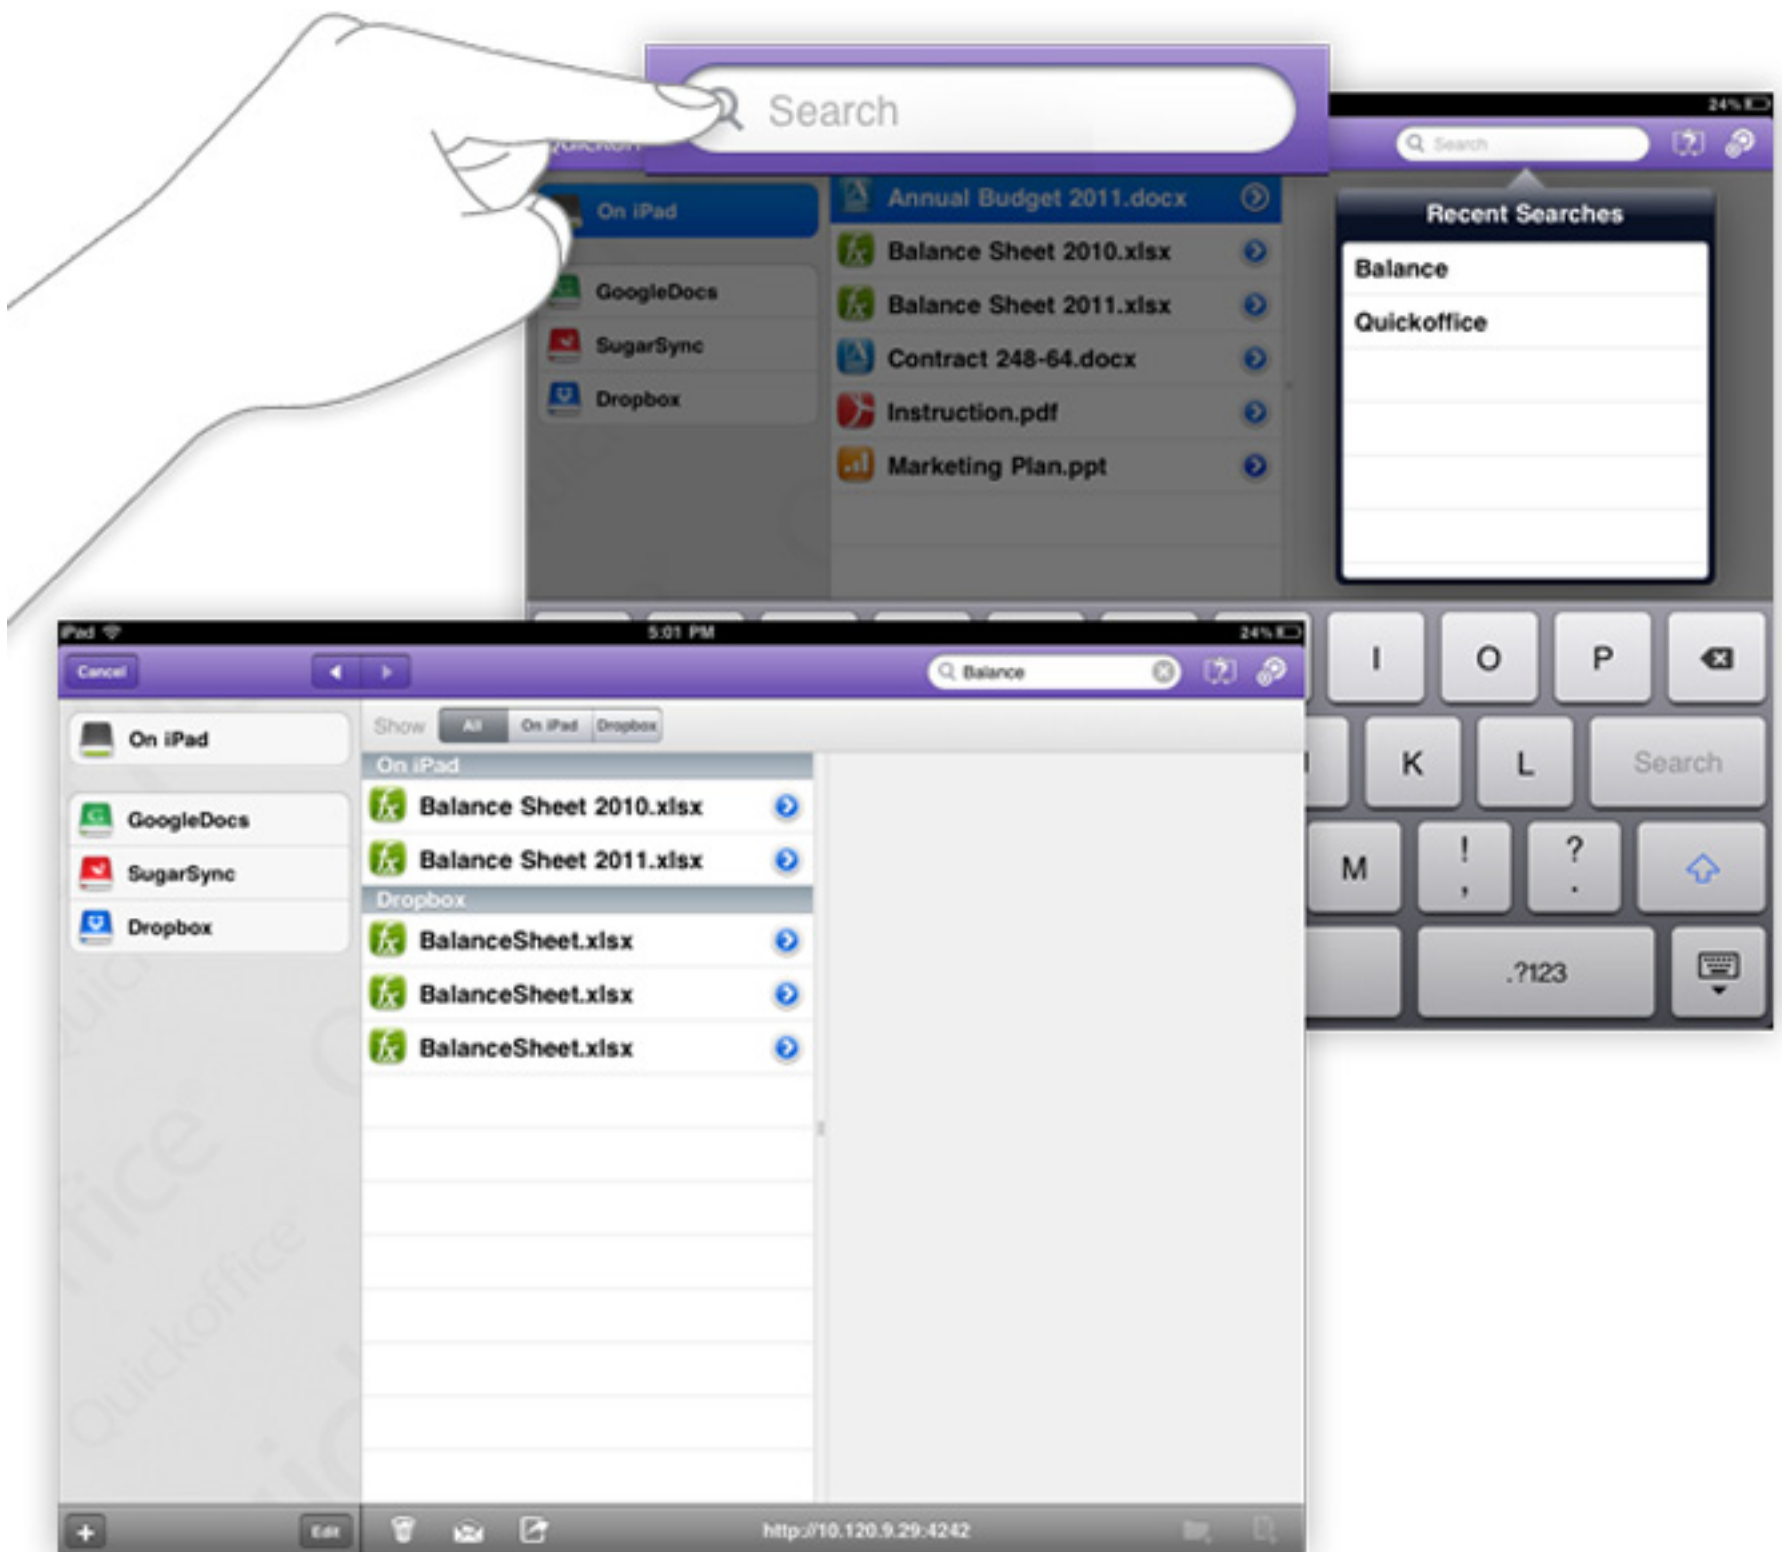 Search
24%
Search
On iPad
GoogleDocs
SugarSync
Dropbox
Annual Budget 2011.docx
Balance Sheet 2010.xlsx
Balance Sheet 2011.xlsx
Contract 248-64.docx
Instruction.pdf
Marketing Plan.ppt
Recent Searches
Balance
Quickoffice
I O P
K L Search
M ! , ? .
.?123
iPad 5:01 PM 24%
Cancel Balance
On iPad
GoogleDocs
SugarSync
Dropbox
Show All On iPad Dropbox
On iPad
Balance Sheet 2010.xlsx
Balance Sheet 2011.xlsx
Dropbox
BalanceSheet.xlsx
BalanceSheet.xlsx
BalanceSheet.xlsx
Quickoffice
+ Edit http://10.120.9.29:4242